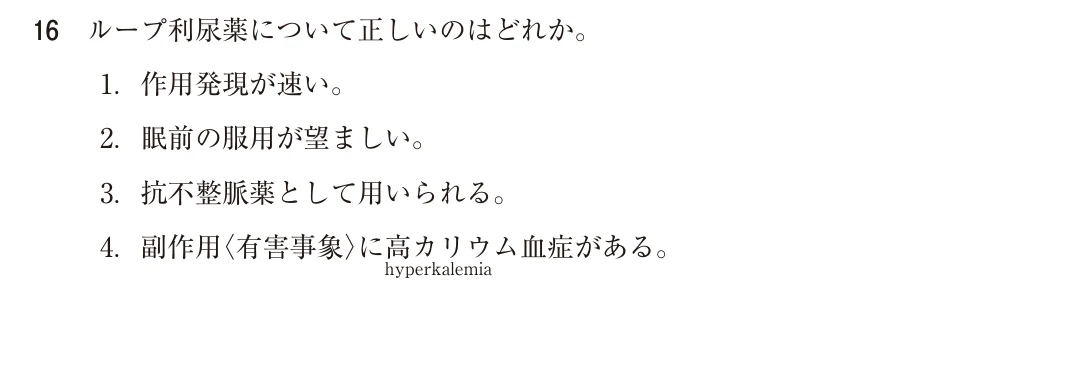 16 ループ利尿薬について正しいのはどれか。
1. 作用発現が速い。
2. 眠前の服用が望ましい。
3. 抗不整脈薬として用いられる。
4. 副作用〈有害事象〉に高カリウム血症がある。
hyperkalemia